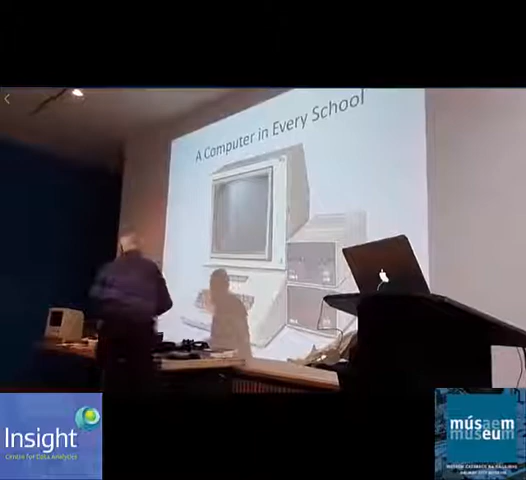 A Computer in Every School
Insight
Centre for Data Analytics
músaem
museum